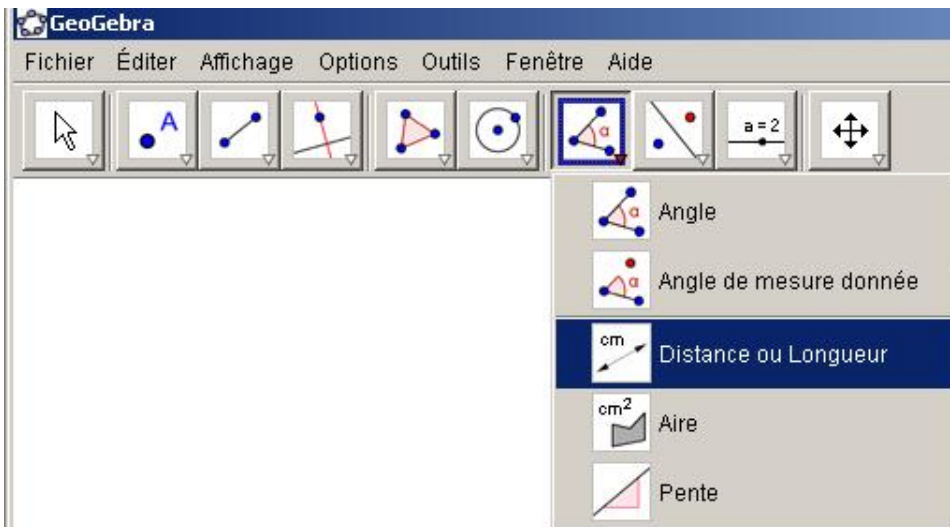 GeoGebra
Fichier Éditer Affichage Options Outils Fenêtre Aide
A
α
a = 2
α Angle
α Angle de mesure donnée
cm Distance ou Longueur
cm² Aire
Pente